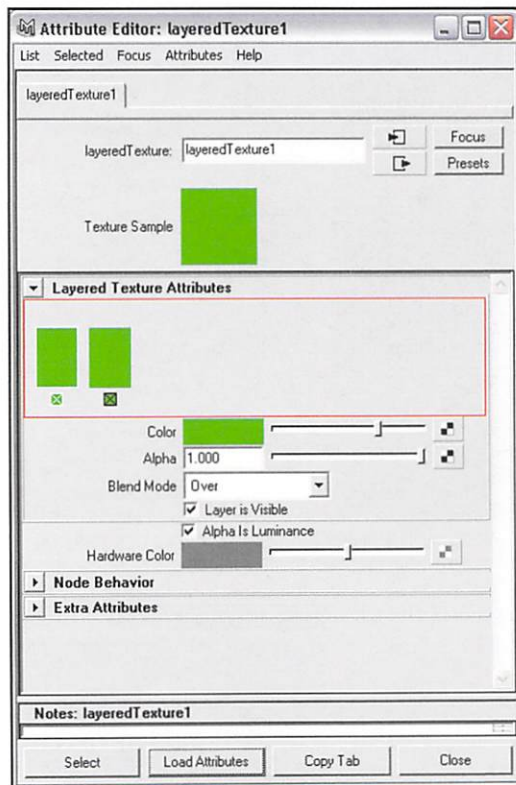 Attribute Editor: layeredTexture1
List Selected Focus Attributes Help
layeredTexture1
layeredTexture: layeredTexture1
Focus
Presets
Texture Sample
Layered Texture Attributes
Color
Alpha 1.000
Blend Mode Over
Layer is Visible
Alpha Is Luminance
Hardware Color
Node Behavior
Extra Attributes
Notes: layeredTexture1
Select Load Attributes Copy Tab Close